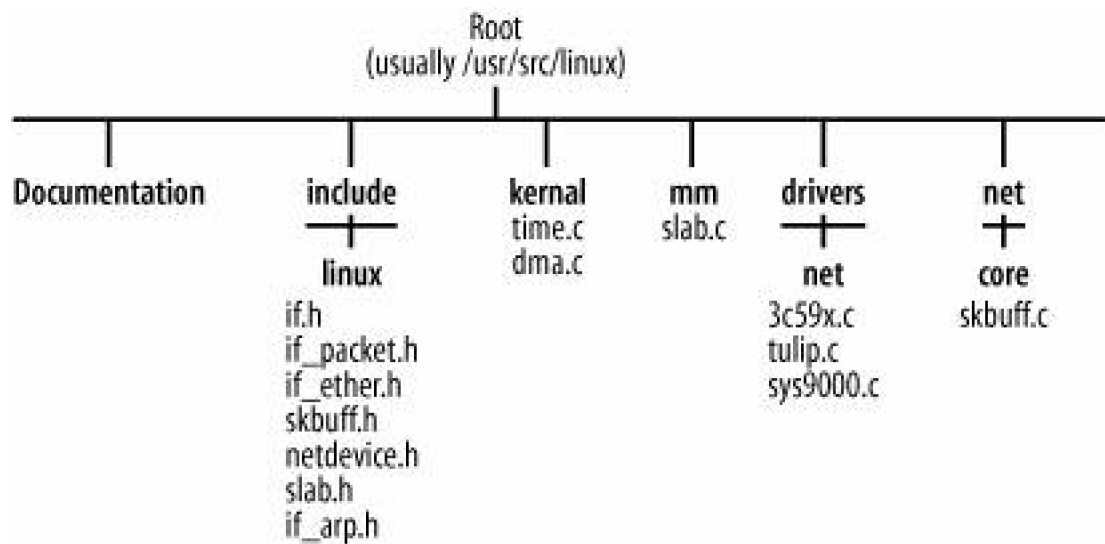 Root
(usually /usr/src/linux)
Documentation
include
linux
if.h
if_packet.h
if_ether.h
skbuff.h
netdevice.h
slab.h
if_arp.h
kernal
time.c
dma.c
mm
slab.c
drivers
net
3c59x.c
tulip.c
sys9000.c
net
core
skbuff.c